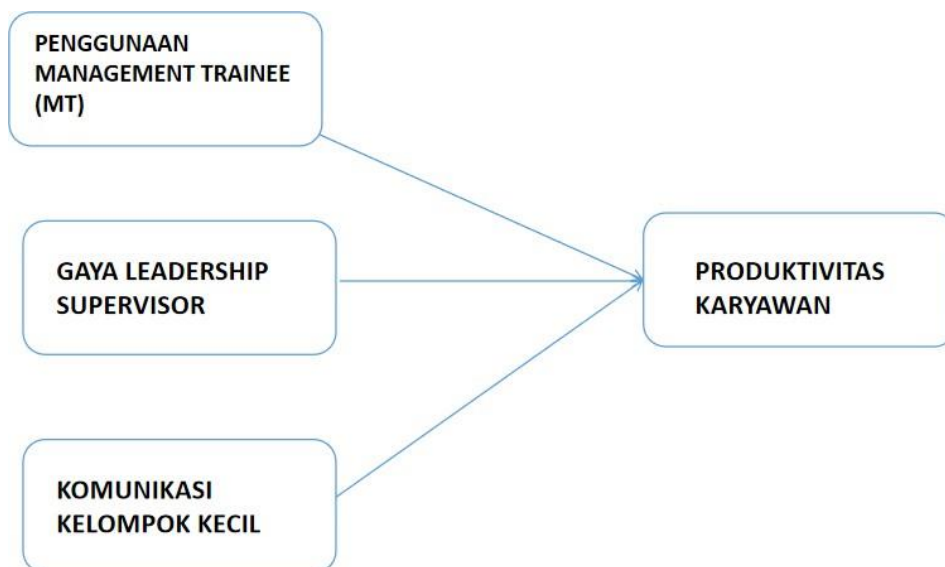 PENGGUNAAN
MANAGEMENT TRAINEE
(MT)
GAYA LEADERSHIP
SUPERVISOR
PRODUKTIVITAS
KARYAWAN
KOMUNIKASI
KELOMPOK KECIL